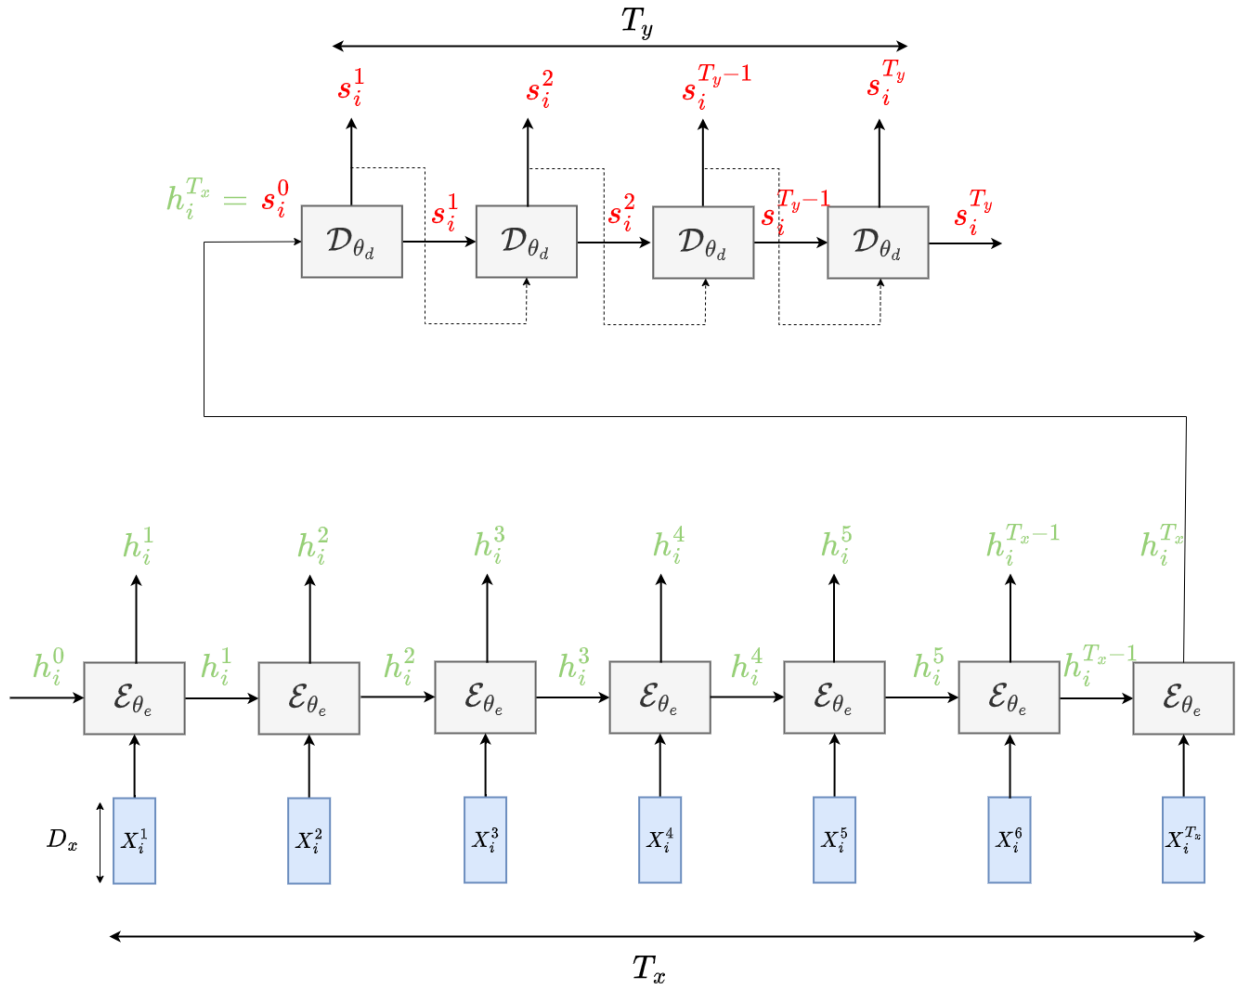 T_y
s_i^1 s_i^2 s_i^{T_y-1} s_i^{T_y}
h_i^{T_x} = s_i^0 s_i^1 s_i^2 s_i^{T_y-1} s_i^{T_y}
𝒟_{θ_d} 𝒟_{θ_d} 𝒟_{θ_d} 𝒟_{θ_d}
h_i^1 h_i^2 h_i^3 h_i^4 h_i^5 h_i^{T_x-1} h_i^{T_x}
h_i^0 h_i^1 h_i^2 h_i^3 h_i^4 h_i^5 h_i^{T_x-1}
ℰ_{θ_e} ℰ_{θ_e} ℰ_{θ_e} ℰ_{θ_e} ℰ_{θ_e} ℰ_{θ_e} ℰ_{θ_e}
D_x X_i^1 X_i^2 X_i^3 X_i^4 X_i^5 X_i^6 X_i^{T_x}
T_x